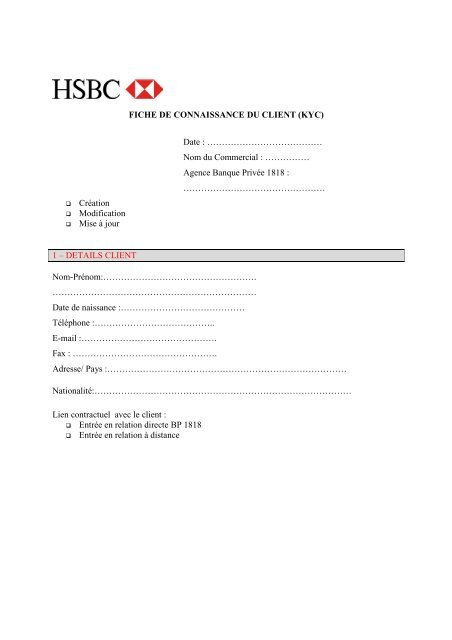 HSBC
FICHE DE CONNAISSANCE DU CLIENT (KYC)
Date : …………………………………
Nom du Commercial : ……………
Agence Banque Privée 1818 :
…………………………………………
❑ Création
❑ Modification
❑ Mise à jour
1 – DETAILS CLIENT
Nom-Prénom:…………………………………………….
……………………………………………………………
Date de naissance :……………………………………
Téléphone :…………………………………..
E-mail :……………………………………….
Fax : ………………………………………….
Adresse/ Pays :………………………………………………………………………
Nationalité:……………………………………………………………………………
Lien contractuel avec le client :
❑ Entrée en relation directe BP 1818
❑ Entrée en relation à distance